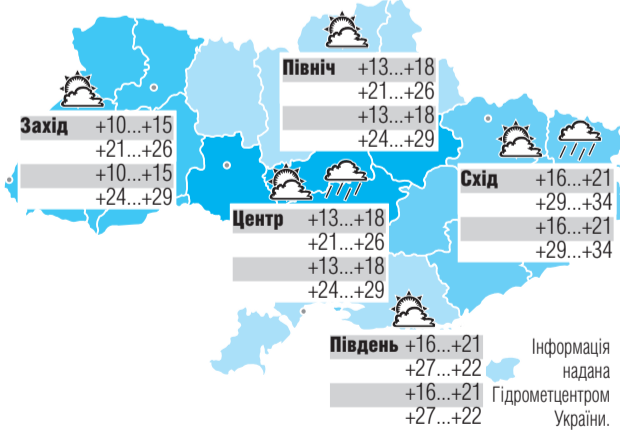 Північ +13...+18
+21...+26
+13...+18
+24...+29
Захід +10...+15
+21...+26
+10...+15
+24...+29
Схід +16...+21
+29...+34
+16...+21
+29...+34
Центр +13...+18
+21...+26
+13...+18
+24...+29
Південь +16...+21
+27...+22
+16...+21
+27...+22
Інформація
надана
Гідрометцентром
України.